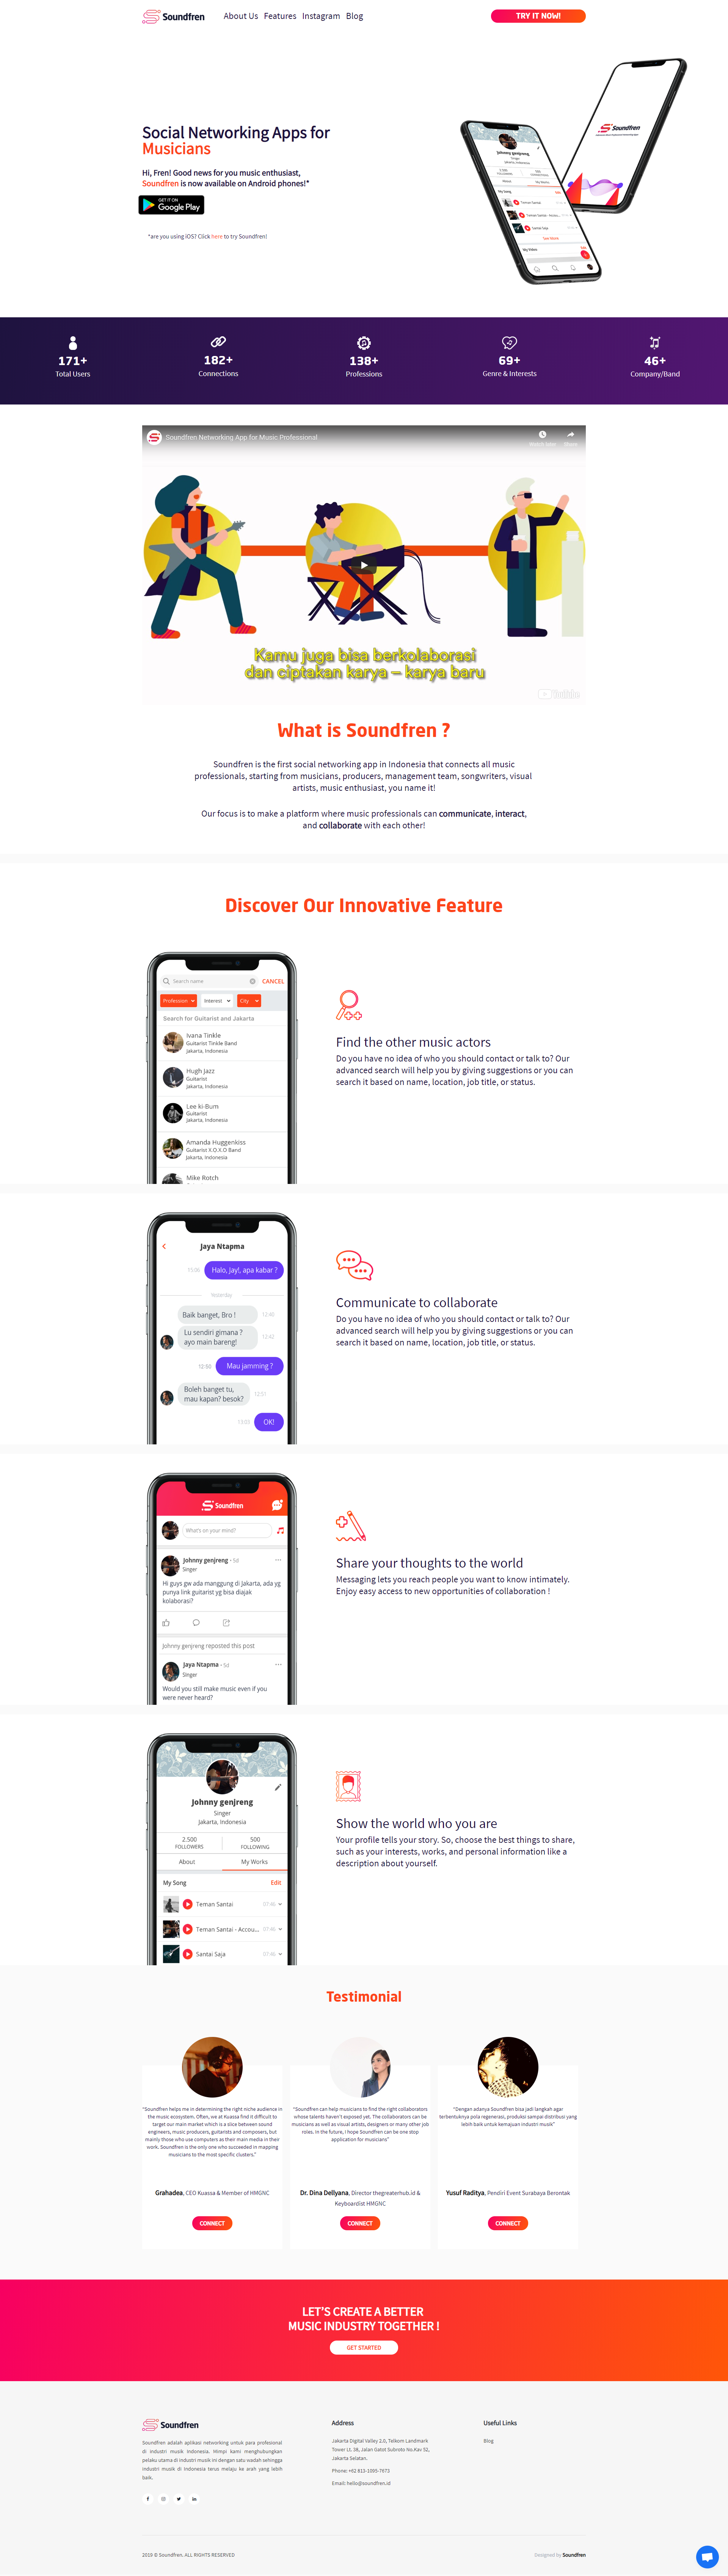 Soundfren
About Us Features Instagram Blog
TRY IT NOW!
Social Networking Apps for
Musicians
Hi, Fren! Good news for you music enthusiast,
Soundfren is now available on Android phones!*
GET IT ON
Google Play
*are you using iOS? Click here to try Soundfren!
Soundfren
171+
Total Users
182+
Connections
138+
Professions
69+
Genre & Interests
46+
Company/Band
Soundfren Networking App for Music Professional
Watch later Share
Kamu juga bisa berkolaborasi
dan ciptakan karya – karya baru
YouTube
What is Soundfren ?
Soundfren is the first social networking app in Indonesia that connects all music
professionals, starting from musicians, producers, management team, songwriters, visual
artists, music enthusiast, you name it!
Our focus is to make a platform where music professionals can communicate, interact,
and collaborate with each other!
Discover Our Innovative Feature
Search name CANCEL
Profession Interest City
Search for Guitarist and Jakarta
Ivana Tinkle
Guitarist Tinkle Band
Jakarta, Indonesia
Hugh Jazz
Guitarist
Jakarta, Indonesia
Lee ki-Bum
Guitarist
Jakarta, Indonesia
Amanda Huggenkiss
Guitarist X.O.X.O Band
Jakarta, Indonesia
Mike Rotch
Find the other music actors
Do you have no idea of who you should contact or talk to? Our
advanced search will help you by giving suggestions or you can
search it based on name, location, job title, or status.
Jaya Ntapma
Halo, Jay!, apa kabar ?
Yesterday
Baik banget, Bro !
12:40
Lu sendiri gimana ?
ayo main bareng!
12:42
12:50 Mau jamming ?
Boleh banget tu,
mau kapan? besok?
12:51
13:03 OK!
Communicate to collaborate
Do you have no idea of who you should contact or talk to? Our
advanced search will help you by giving suggestions or you can
search it based on name, location, job title, or status.
Soundfren
What's on your mind?
Johnny genjreng • 5d
Singer
Hi guys gw ada manggung di Jakarta, ada yg
punya link guitarist yg bisa diajak
kolaborasi?
Johnny genjreng reposted this post
Jaya Ntapma • 5d
Singer
Would you still make music even if you
were never heard?
Share your thoughts to the world
Messaging lets you reach people you want to know intimately.
Enjoy easy access to new opportunities of collaboration !
Johnny genjreng
Singer
Jakarta, Indonesia
2,500
FOLLOWERS
500
FOLLOWING
About My Works
My Song Edit
Teman Santai 07:46
Teman Santai - Accou... 07:46
Santai Saja 07:46
Show the world who you are
Your profile tells your story. So, choose the best things to share,
such as your interests, works, and personal information like a
description about yourself.
Testimonial
"Soundfren helps me in determining the right niche audience in
the music ecosystem. Often, we at Kuassa find it difficult to
target our main market which is a slice between sound
engineers, music producers, guitarists and composers, but
mainly those who use computers as their main media in their
work. Soundfren is the only one who succeeded in mapping
musicians to the most specific clusters."
Grahadea, CEO Kuassa & Member of HMGNC
CONNECT
"Soundfren can help musicians to find the right collaborators
whose talents haven't exposed yet. The collaborators can be
musicians as well as visual artists, designers or many other job
roles. In the future, I hope Soundfren can be one stop
application for musicians"
Dr. Dina Dellyana, Director thegreaterhub.id &
Keyboardist HMGNC
CONNECT
"Dengan adanya Soundfren bisa jadi langkah agar
terbentuknya pola regenerasi, produksi sampai distribusi yang
lebih baik untuk kemajuan industri musik"
Yusuf Raditya, Pendiri Event Surabaya Berontak
CONNECT
LET'S CREATE A BETTER
MUSIC INDUSTRY TOGETHER !
GET STARTED
Soundfren
Soundfren adalah aplikasi networking untuk para profesional
di industri musik Indonesia. Mimpi kami menghubungkan
pelaku utama di industri musik ini dengan satu wadah sehingga
industri musik di Indonesia terus melaju ke arah yang lebih
baik.
Address
Jakarta Digital Valley 2.0, Telkom Landmark
Tower Lt. 38, Jalan Gatot Subroto No.Kav 52,
Jakarta Selatan.
Phone: +62 813-1095-7673
Email: hello@soundfren.id
Useful Links
Blog
2019 © Soundfren. ALL RIGHTS RESERVED
Designed by Soundfren